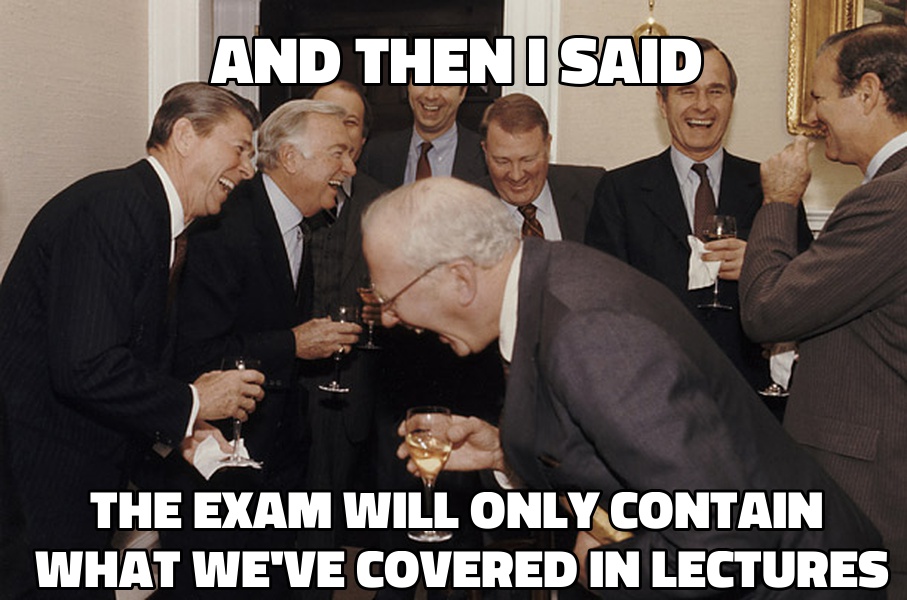 AND THEN I SAID
THE EXAM WILL ONLY CONTAIN
WHAT WE'VE COVERED IN LECTURES